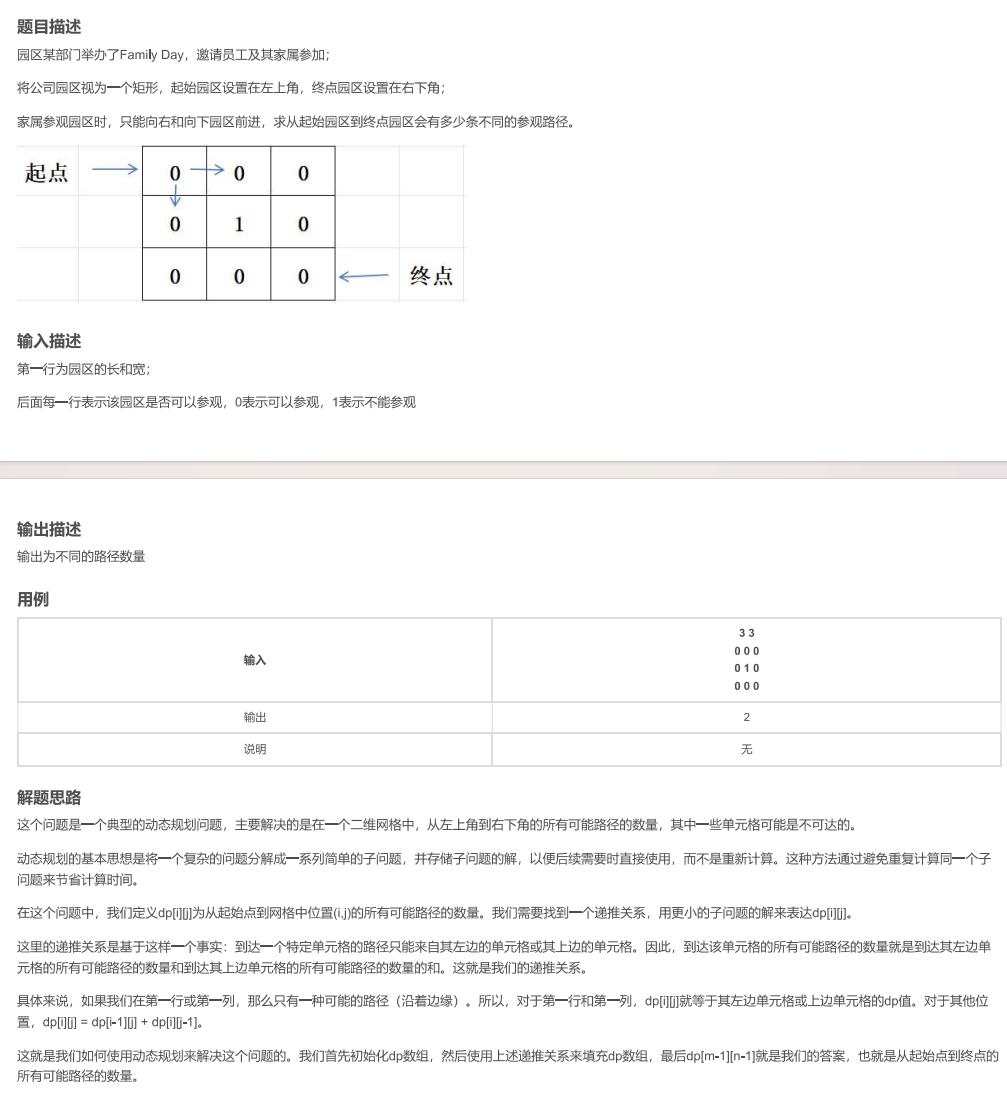 题目描述
园区某部门举办了Family Day，邀请员工及其家属参加；
将公司园区视为一个矩形，起始园区设置在左上角，终点园区设置在右下角；
家属参观园区时，只能向右和向下园区前进，求从起始园区到终点园区会有多少条不同的参观路径。
起点 0 0 0
0 1 0
0 0 0 终点
输入描述
第一行为园区的长和宽；
后面每一行表示该园区是否可以参观，0表示可以参观，1表示不能参观
输出描述
输出为不同的路径数量
用例
输入
3 3
0 0 0
0 1 0
0 0 0
输出 2
说明 无
解题思路
这个问题是一个典型的动态规划问题，主要解决的是在一个二维网格中，从左上角到右下角的所有可能路径的数量，其中一些单元格可能是不可达的。
动态规划的基本思想是将一个复杂的问题分解成一系列简单的子问题，并存储子问题的解，以便后续需要时直接使用，而不是重新计算。这种方法通过避免重复计算同一个子
问题来节省计算时间。
在这个问题中，我们定义dp[i][j]为从起始点到网格中位置(i,j)的所有可能路径的数量。我们需要找到一个递推关系，用更小的子问题的解来表达dp[i][j]。
这里的递推关系是基于这样一个事实：到达一个特定单元格的路径只能来自其左边的单元格或其上边的单元格。因此，到达该单元格的所有可能路径的数量就是到达其左边单
元格的所有可能路径的数量和到达其上边单元格的所有可能路径的数量的和。这就是我们的递推关系。
具体来说，如果我们在第一行或第一列，那么只有一种可能的路径（沿着边缘）。所以，对于第一行和第一列，dp[i][j]就等于其左边单元格或上边单元格的dp值。对于其他位
置，dp[i][j] = dp[i-1][j] + dp[i][j-1]。
这就是我们如何使用动态规划来解决这个问题的。我们首先初始化dp数组，然后使用上述递推关系来填充dp数组，最后dp[m-1][n-1]就是我们的答案，也就是从起始点到终点的
所有可能路径的数量。